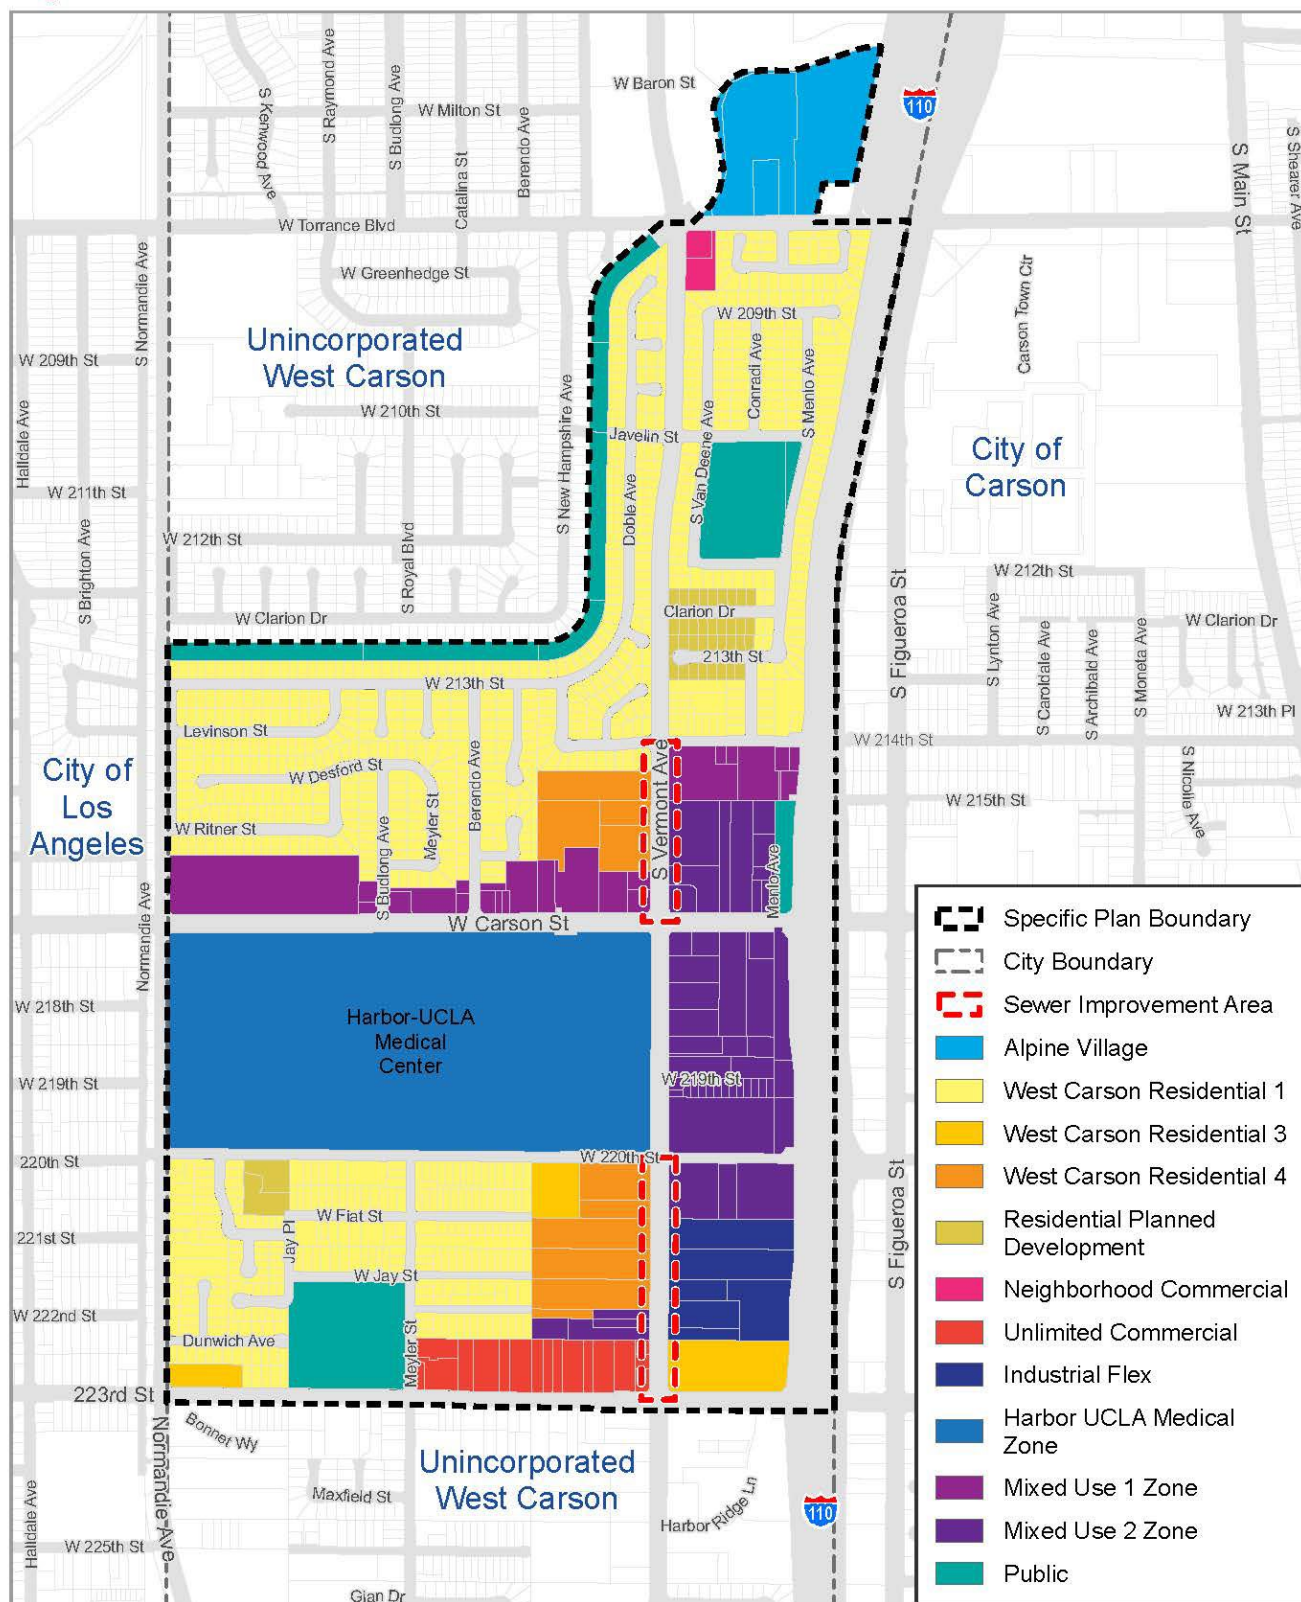 W Baron St
110
S Kenwood Ave
S Raymond Ave
S Budlong Ave
W Milton St
Catalina St
Berendo Ave
S Main St
S Shearer Ave
W Torrance Blvd
W Greenhedge St
S Normandie Ave
Carson Town Ctr
Unincorporated
West Carson
W 209th St
W 209th St
Conradi Ave
S Menlo Ave
Halldale Ave
W 210th St
S New Hampshire Ave
Javelin St
S Van Deene Ave
City of
Carson
W 211th St
Doble Ave
W 212th St
S Brighton Ave
S Royal Blvd
W 212th St
W Clarion Dr
Clarion Dr
W Clarion Dr
S Figueroa St
S Lynton Ave
S Caroldale Ave
S Archibald Ave
S Moneta Ave
213th St
W 213th St
W 213th Pl
Levinson St
W 214th St
S Nicolle Ave
City of
Los
Angeles
W Desford St
Berendo Ave
S Vermont Ave
W 215th St
W Ritner St
Meyler St
S Budlong Ave
Menlo Ave
Normandie Ave
W Carson St
W 218th St
Harbor-UCLA
Medical
Center
W 219th St
W 219th St
220th St
W 220th St
W Fiat St
221st St
Jay Pl
W Jay St
S Figueroa St
W 222nd St
Dunwich Ave
Meyler St
223rd St
Bonnet Wy
Normandie Ave
Unincorporated
West Carson
Maxfield St
Harbor Ridge Ln
110
Halldale Ave
W 225th St
Gian Dr
Specific Plan Boundary
City Boundary
Sewer Improvement Area
Alpine Village
West Carson Residential 1
West Carson Residential 3
West Carson Residential 4
Residential Planned
Development
Neighborhood Commercial
Unlimited Commercial
Industrial Flex
Harbor UCLA Medical
Zone
Mixed Use 1 Zone
Mixed Use 2 Zone
Public